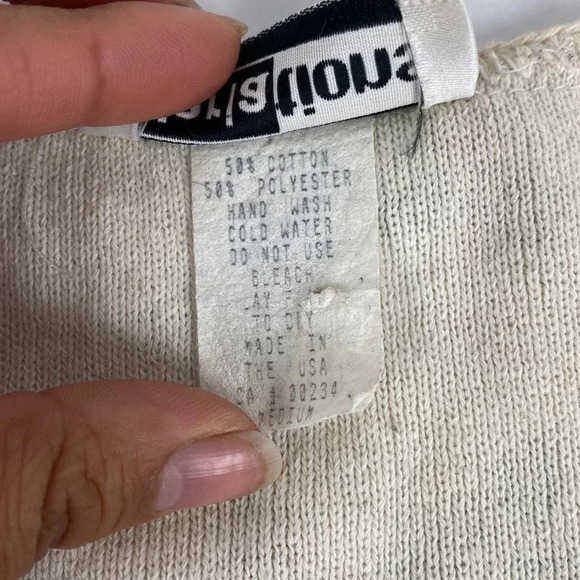 50% COTTON
50% POLYESTER
HAND WASH
COLD WATER
DO NOT USE
BLEACH
LAY
TO DRY
MADE IN
THE USA
CA # 00234
MEDIUM